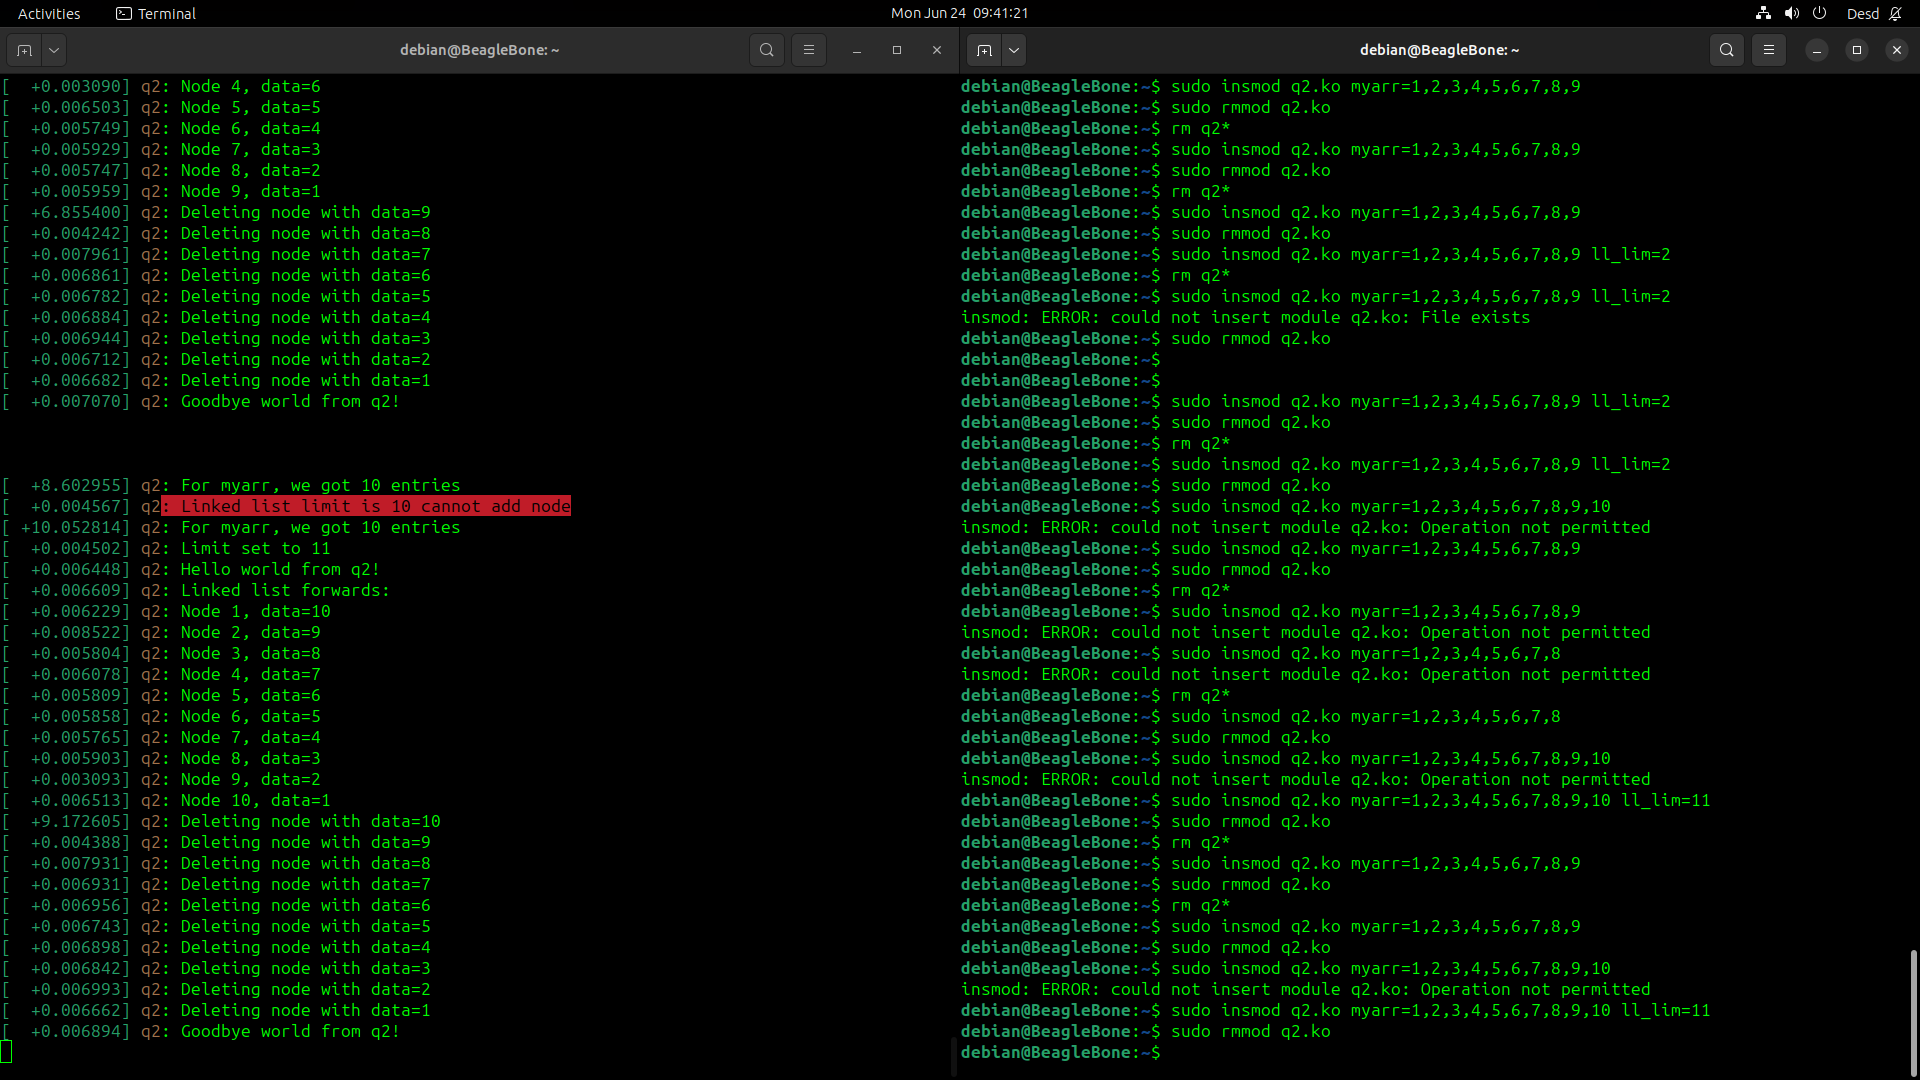 Activities Terminal Mon Jun 24 09:41:21 Desd
debian@BeagleBone: ~
[  +0.003090] q2: Node 4, data=6
[  +0.006503] q2: Node 5, data=5
[  +0.005749] q2: Node 6, data=4
[  +0.005929] q2: Node 7, data=3
[  +0.005747] q2: Node 8, data=2
[  +0.005959] q2: Node 9, data=1
[  +6.855400] q2: Deleting node with data=9
[  +0.004242] q2: Deleting node with data=8
[  +0.007961] q2: Deleting node with data=7
[  +0.006861] q2: Deleting node with data=6
[  +0.006782] q2: Deleting node with data=5
[  +0.006884] q2: Deleting node with data=4
[  +0.006944] q2: Deleting node with data=3
[  +0.006712] q2: Deleting node with data=2
[  +0.006682] q2: Deleting node with data=1
[  +0.007070] q2: Goodbye world from q2!
[  +8.602955] q2: For myarr, we got 10 entries
[  +0.004567] q2: Linked list limit is 10 cannot add node
[ +10.052814] q2: For myarr, we got 10 entries
[  +0.004502] q2: Limit set to 11
[  +0.006448] q2: Hello world from q2!
[  +0.006609] q2: Linked list forwards:
[  +0.006229] q2: Node 1, data=10
[  +0.008522] q2: Node 2, data=9
[  +0.005804] q2: Node 3, data=8
[  +0.006078] q2: Node 4, data=7
[  +0.005809] q2: Node 5, data=6
[  +0.005858] q2: Node 6, data=5
[  +0.005765] q2: Node 7, data=4
[  +0.005903] q2: Node 8, data=3
[  +0.003093] q2: Node 9, data=2
[  +0.006513] q2: Node 10, data=1
[  +9.172605] q2: Deleting node with data=10
[  +0.004388] q2: Deleting node with data=9
[  +0.007931] q2: Deleting node with data=8
[  +0.006931] q2: Deleting node with data=7
[  +0.006956] q2: Deleting node with data=6
[  +0.006743] q2: Deleting node with data=5
[  +0.006898] q2: Deleting node with data=4
[  +0.006842] q2: Deleting node with data=3
[  +0.006993] q2: Deleting node with data=2
[  +0.006662] q2: Deleting node with data=1
[  +0.006894] q2: Goodbye world from q2!
debian@BeagleBone: ~
debian@BeagleBone:~$ sudo insmod q2.ko myarr=1,2,3,4,5,6,7,8,9
debian@BeagleBone:~$ sudo rmmod q2.ko
debian@BeagleBone:~$ rm q2*
debian@BeagleBone:~$ sudo insmod q2.ko myarr=1,2,3,4,5,6,7,8,9
debian@BeagleBone:~$ sudo rmmod q2.ko
debian@BeagleBone:~$ rm q2*
debian@BeagleBone:~$ sudo insmod q2.ko myarr=1,2,3,4,5,6,7,8,9
debian@BeagleBone:~$ sudo rmmod q2.ko
debian@BeagleBone:~$ sudo insmod q2.ko myarr=1,2,3,4,5,6,7,8,9 ll_lim=2
debian@BeagleBone:~$ rm q2*
debian@BeagleBone:~$ sudo insmod q2.ko myarr=1,2,3,4,5,6,7,8,9 ll_lim=2
insmod: ERROR: could not insert module q2.ko: File exists
debian@BeagleBone:~$ sudo rmmod q2.ko
debian@BeagleBone:~$
debian@BeagleBone:~$
debian@BeagleBone:~$ sudo insmod q2.ko myarr=1,2,3,4,5,6,7,8,9 ll_lim=2
debian@BeagleBone:~$ sudo rmmod q2.ko
debian@BeagleBone:~$ rm q2*
debian@BeagleBone:~$ sudo insmod q2.ko myarr=1,2,3,4,5,6,7,8,9 ll_lim=2
debian@BeagleBone:~$ sudo rmmod q2.ko
debian@BeagleBone:~$ sudo insmod q2.ko myarr=1,2,3,4,5,6,7,8,9,10
insmod: ERROR: could not insert module q2.ko: Operation not permitted
debian@BeagleBone:~$ sudo insmod q2.ko myarr=1,2,3,4,5,6,7,8,9
debian@BeagleBone:~$ sudo rmmod q2.ko
debian@BeagleBone:~$ rm q2*
debian@BeagleBone:~$ sudo insmod q2.ko myarr=1,2,3,4,5,6,7,8,9
insmod: ERROR: could not insert module q2.ko: Operation not permitted
debian@BeagleBone:~$ sudo insmod q2.ko myarr=1,2,3,4,5,6,7,8
insmod: ERROR: could not insert module q2.ko: Operation not permitted
debian@BeagleBone:~$ rm q2*
debian@BeagleBone:~$ sudo insmod q2.ko myarr=1,2,3,4,5,6,7,8
debian@BeagleBone:~$ sudo rmmod q2.ko
debian@BeagleBone:~$ sudo insmod q2.ko myarr=1,2,3,4,5,6,7,8,9,10
insmod: ERROR: could not insert module q2.ko: Operation not permitted
debian@BeagleBone:~$ sudo insmod q2.ko myarr=1,2,3,4,5,6,7,8,9,10 ll_lim=11
debian@BeagleBone:~$ sudo rmmod q2.ko
debian@BeagleBone:~$ rm q2*
debian@BeagleBone:~$ sudo insmod q2.ko myarr=1,2,3,4,5,6,7,8,9
debian@BeagleBone:~$ sudo rmmod q2.ko
debian@BeagleBone:~$ rm q2*
debian@BeagleBone:~$ sudo insmod q2.ko myarr=1,2,3,4,5,6,7,8,9
debian@BeagleBone:~$ sudo rmmod q2.ko
debian@BeagleBone:~$ sudo insmod q2.ko myarr=1,2,3,4,5,6,7,8,9,10
insmod: ERROR: could not insert module q2.ko: Operation not permitted
debian@BeagleBone:~$ sudo insmod q2.ko myarr=1,2,3,4,5,6,7,8,9,10 ll_lim=11
debian@BeagleBone:~$ sudo rmmod q2.ko
debian@BeagleBone:~$